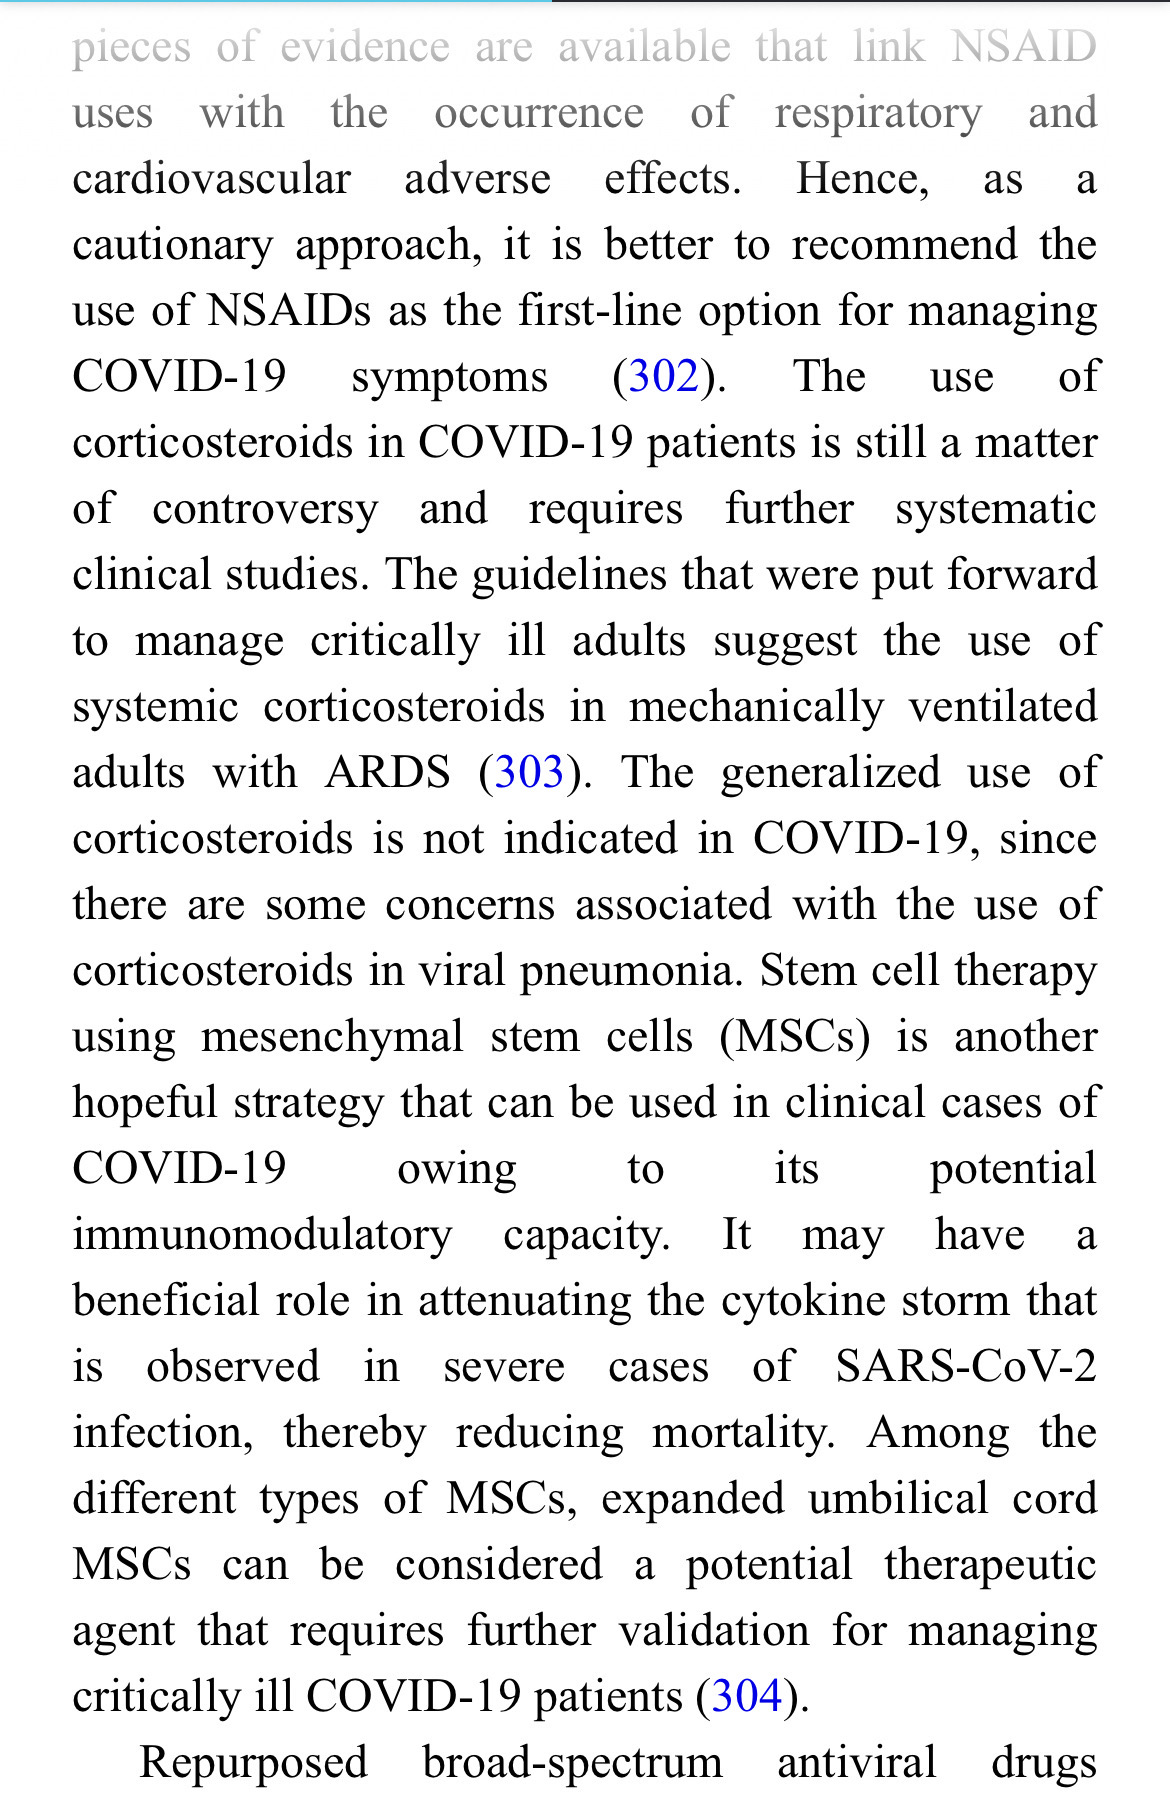 pieces of evidence are available that link NSAID
uses with the occurrence of respiratory and
cardiovascular adverse effects. Hence, as a
cautionary approach, it is better to recommend the
use of NSAIDs as the first-line option for managing
COVID-19 symptoms (302). The use of
corticosteroids in COVID-19 patients is still a matter
of controversy and requires further systematic
clinical studies. The guidelines that were put forward
to manage critically ill adults suggest the use of
systemic corticosteroids in mechanically ventilated
adults with ARDS (303). The generalized use of
corticosteroids is not indicated in COVID-19, since
there are some concerns associated with the use of
corticosteroids in viral pneumonia. Stem cell therapy
using mesenchymal stem cells (MSCs) is another
hopeful strategy that can be used in clinical cases of
COVID-19 owing to its potential
immunomodulatory capacity. It may have a
beneficial role in attenuating the cytokine storm that
is observed in severe cases of SARS-CoV-2
infection, thereby reducing mortality. Among the
different types of MSCs, expanded umbilical cord
MSCs can be considered a potential therapeutic
agent that requires further validation for managing
critically ill COVID-19 patients (304).
Repurposed broad-spectrum antiviral drugs